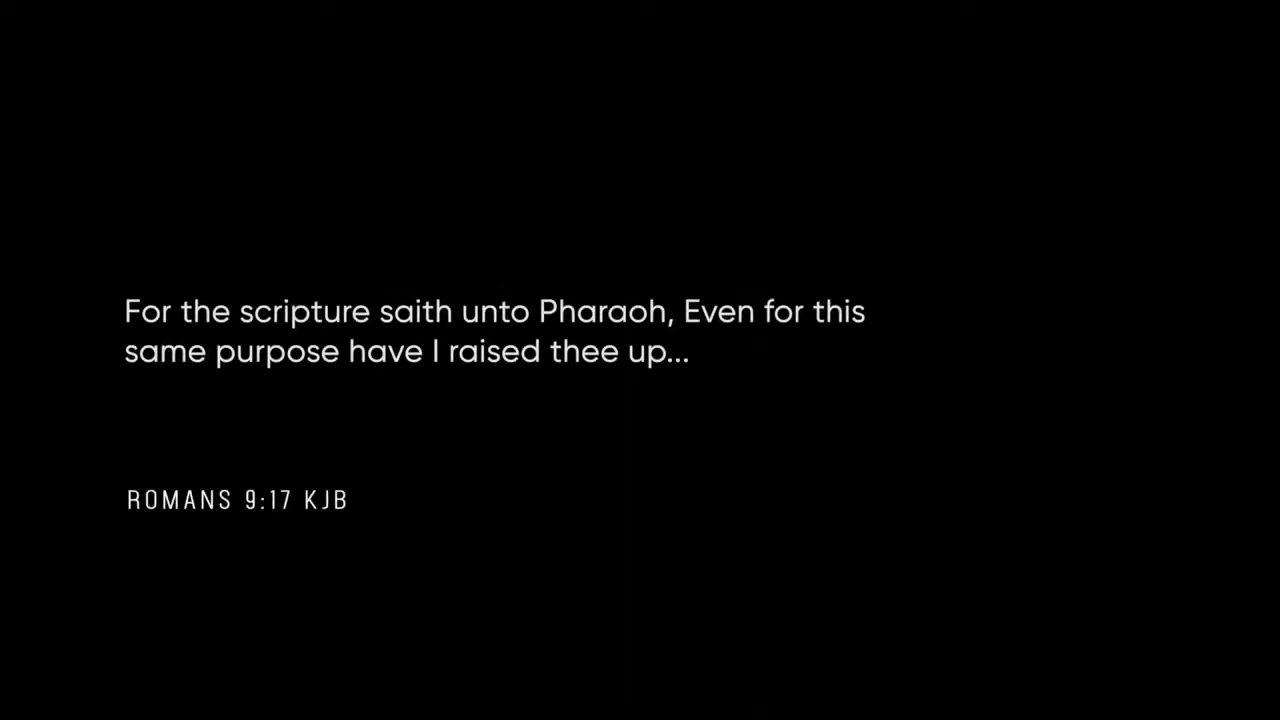 For the scripture saith unto Pharaoh, Even for this
same purpose have I raised thee up...
ROMANS 9:17 KJB